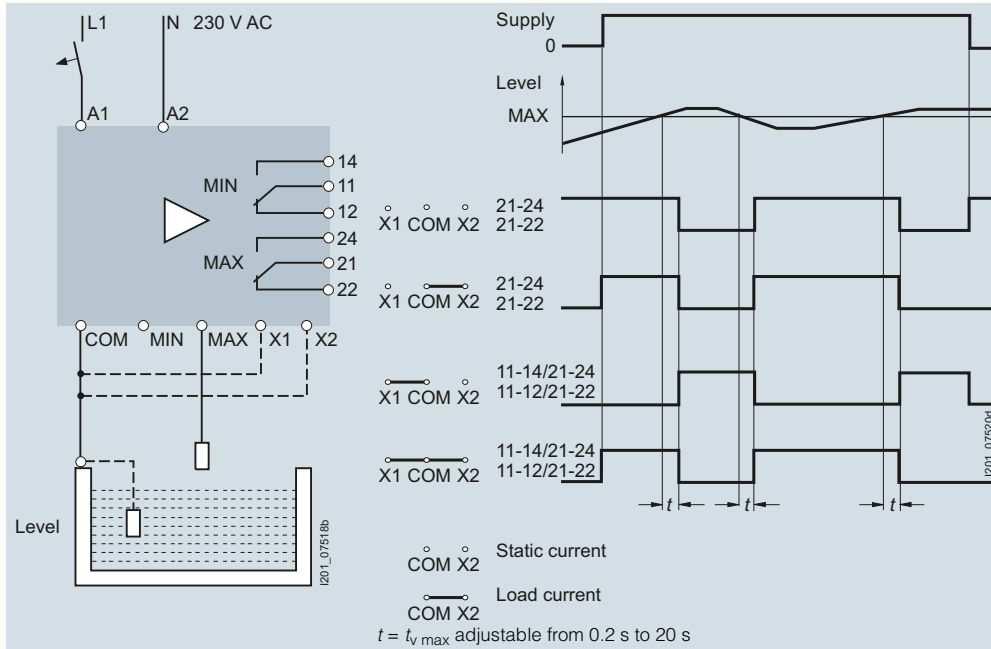 L1 N 230 V AC
A1 A2
MIN
14
11
12
MAX
24
21
22
COM MIN MAX X1 X2
Level
I201_07518b
Supply
0
Level
MAX
X1 COM X2
21-24
21-22
X1 COM X2
21-24
21-22
X1 COM X2
11-14/21-24
11-12/21-22
X1 COM X2
11-14/21-24
11-12/21-22
t t t
I201_07520d
COM X2 Static current
COM X2 Load current
t = tv max adjustable from 0.2 s to 20 s